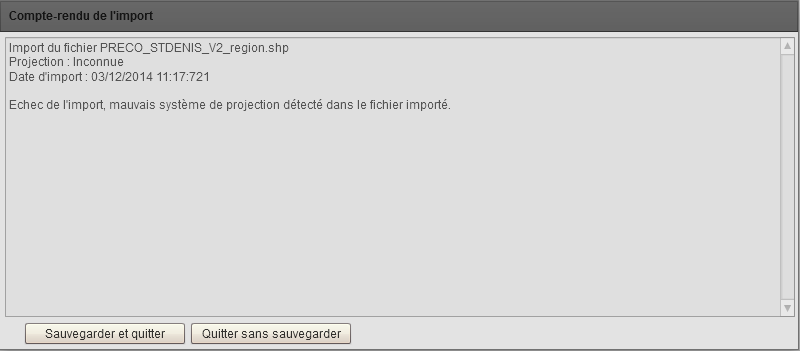 Compte-rendu de l'import
Import du fichier PRECO_STDENIS_V2_region.shp
Projection : Inconnue
Date d'import : 03/12/2014 11:17:721
Echec de l'import, mauvais système de projection détecté dans le fichier importé.
Sauvegarder et quitter Quitter sans sauvegarder